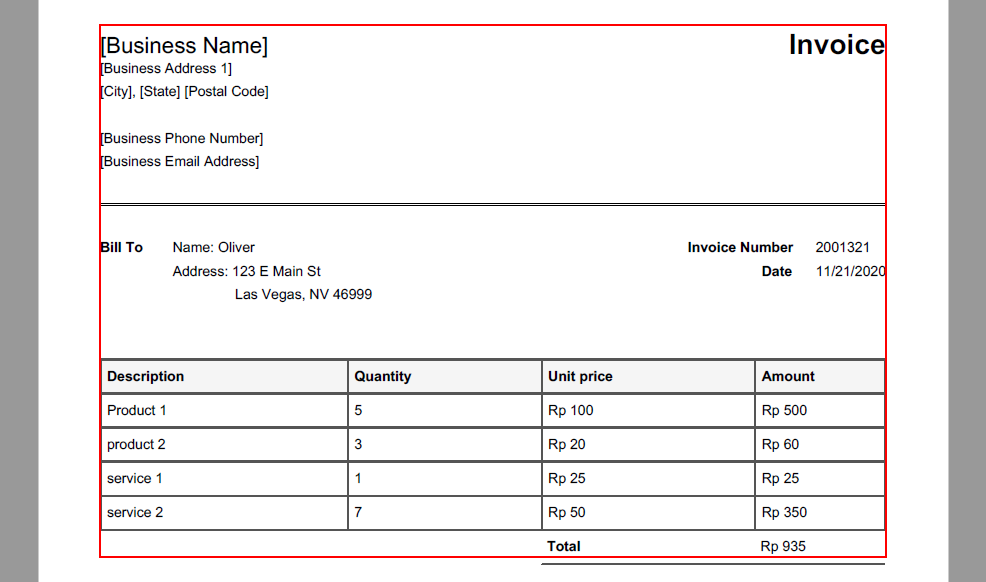 [Business Name] Invoice
[Business Address 1]
[City], [State] [Postal Code]
[Business Phone Number]
[Business Email Address]
Bill To Name: Oliver Invoice Number 2001321
Address: 123 E Main St Date 11/21/2020
Las Vegas, NV 46999
Description Quantity Unit price Amount
Product 1 5 Rp 100 Rp 500
product 2 3 Rp 20 Rp 60
service 1 1 Rp 25 Rp 25
service 2 7 Rp 50 Rp 350
Total Rp 935